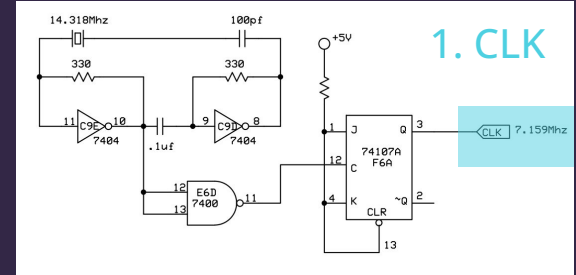 14.318Mhz
100pf
+5V
1. CLK
330
330
11 C9E 10
9 C9D 8
7404
7404
.1uf
1 J
Q 3
CLK 7.159Mhz
74107A
F6A
12 C
12
13
E6D
7400
11
4 K
~Q 2
CLR
13